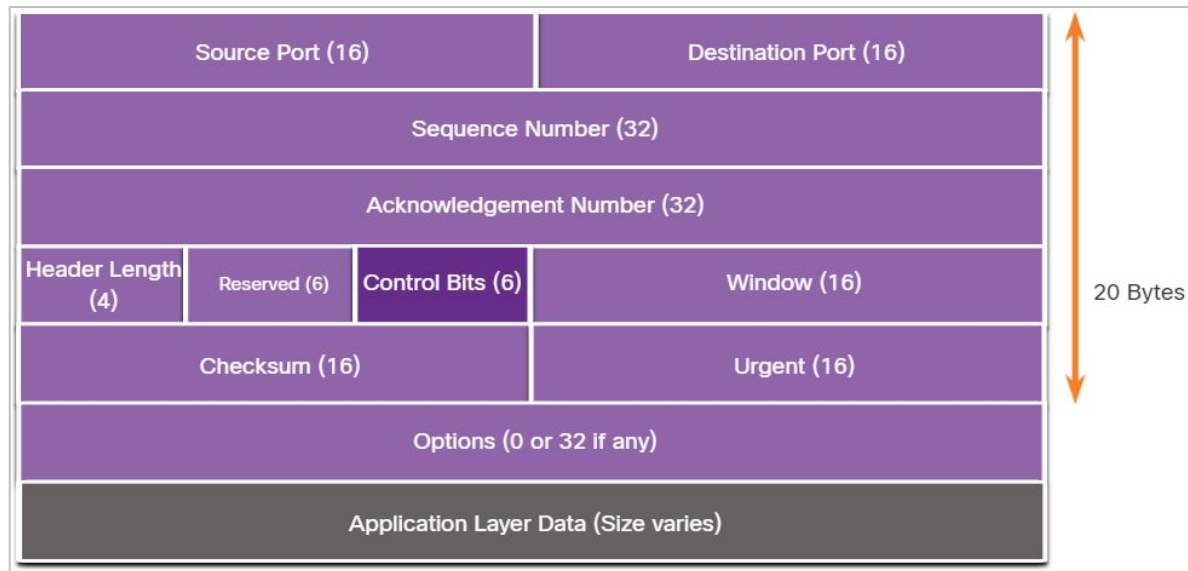 Source Port (16)
Destination Port (16)
Sequence Number (32)
Acknowledgement Number (32)
Header Length
(4)
Reserved (6)
Control Bits (6)
Window (16)
20 Bytes
Checksum (16)
Urgent (16)
Options (0 or 32 if any)
Application Layer Data (Size varies)